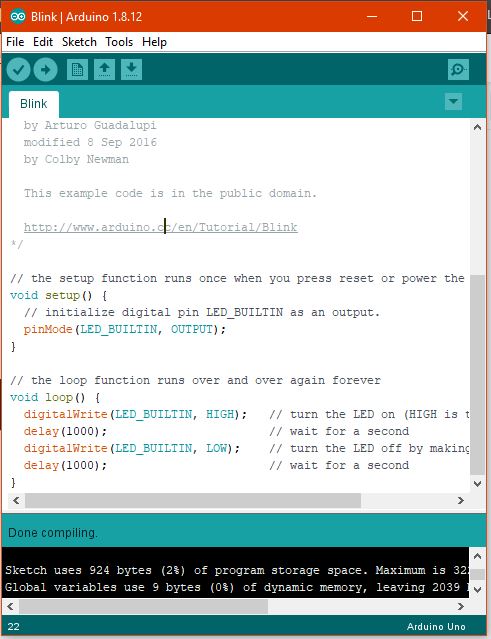 Blink | Arduino 1.8.12
File Edit Sketch Tools Help
Blink
by Arturo Guadalupi
modified 8 Sep 2016
by Colby Newman
This example code is in the public domain.
http://www.arduino.cc/en/Tutorial/Blink
*/
// the setup function runs once when you press reset or power the
void setup() {
// initialize digital pin LED_BUILTIN as an output.
pinMode(LED_BUILTIN, OUTPUT);
}
// the loop function runs over and over again forever
void loop() {
digitalWrite(LED_BUILTIN, HIGH); // turn the LED on (HIGH is t
delay(1000); // wait for a second
digitalWrite(LED_BUILTIN, LOW); // turn the LED off by making
delay(1000); // wait for a second
}
Done compiling.
Sketch uses 924 bytes (2%) of program storage space. Maximum is 322
Global variables use 9 bytes (0%) of dynamic memory, leaving 2039
22 Arduino Uno